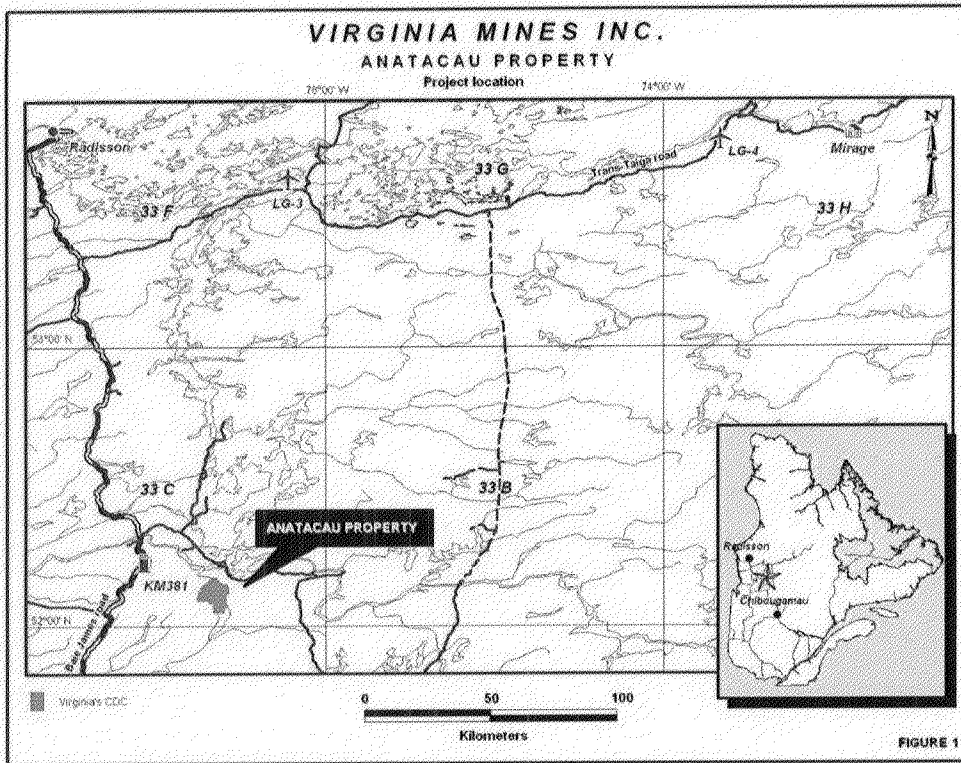 VIRGINIA MINES INC.
ANATACAU PROPERTY
Project location
76°00' W
74°00' W
N
Radisson
LG-4
Mirage
33 G
Trans-Taiga road
LG-3
33 F
33 H
53°00' N
33 C
33 B
ANATACAU PROPERTY
KM381
52°00' N
Baie James road
Radisson
Chibougamau
Virginia's CDC
0 50 100
Kilometers
FIGURE 1